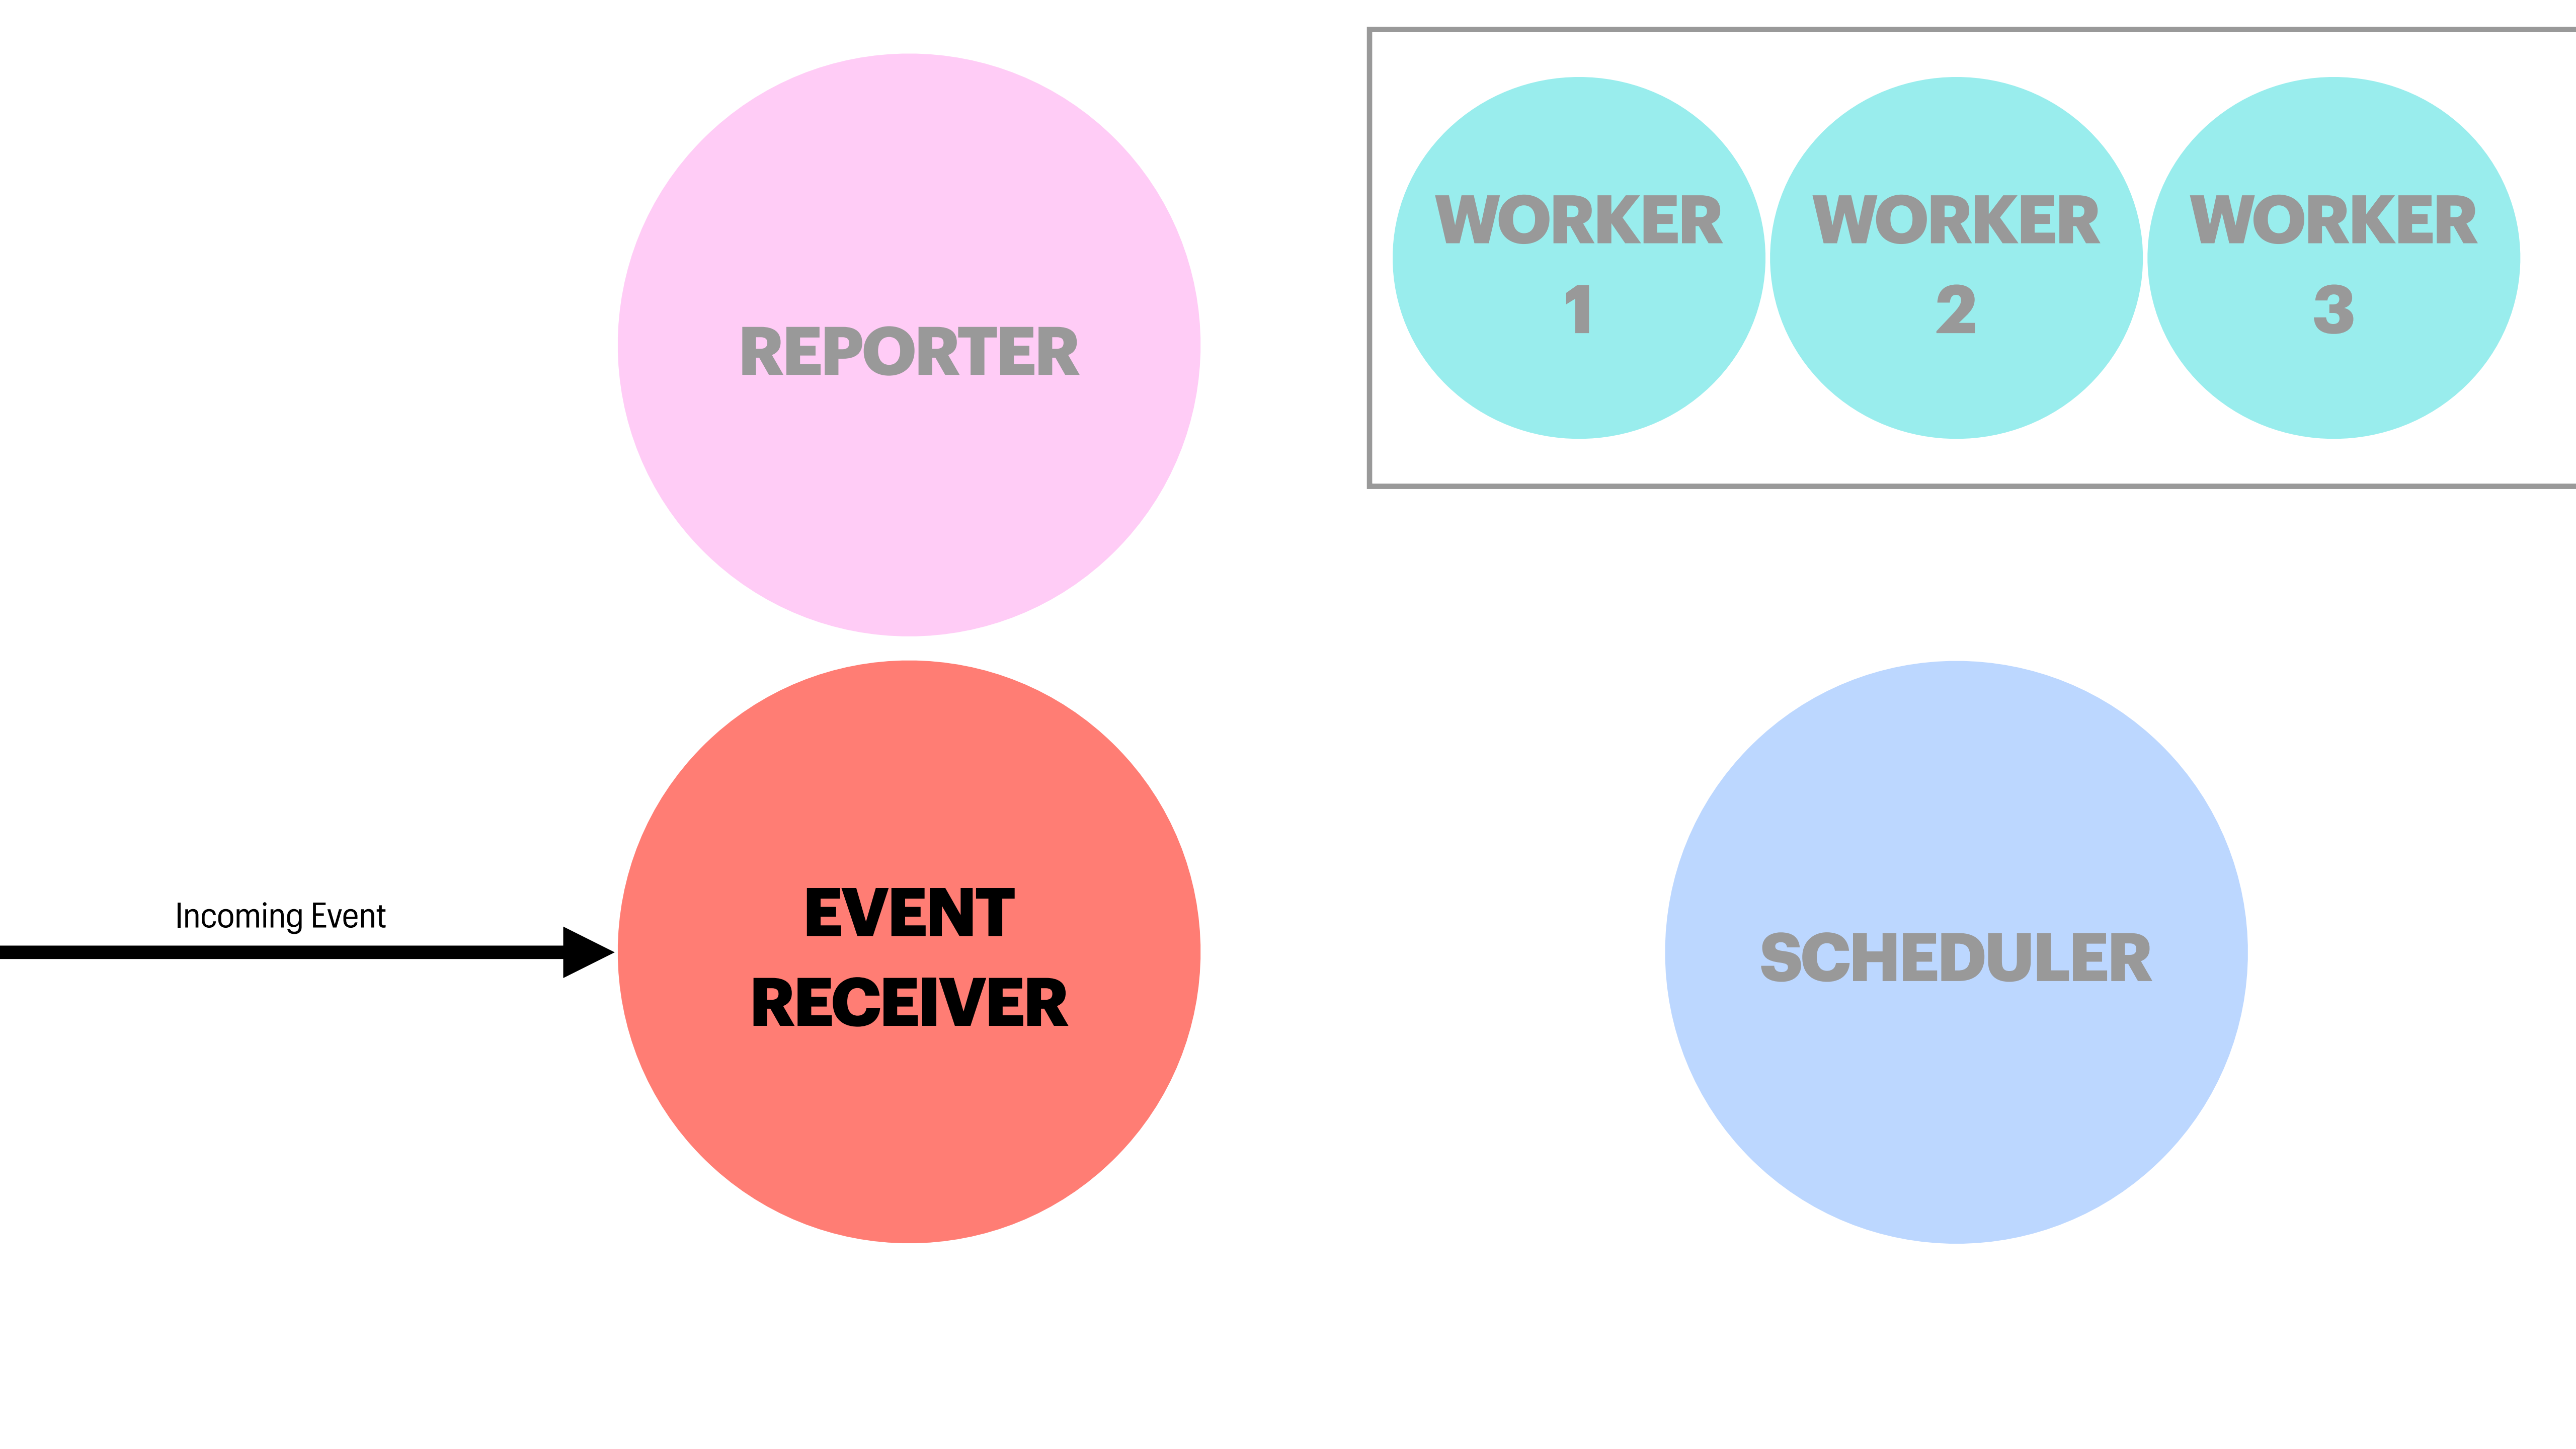 REPORTER
WORKER
1
WORKER
2
WORKER
3
Incoming Event
EVENT
RECEIVER
SCHEDULER